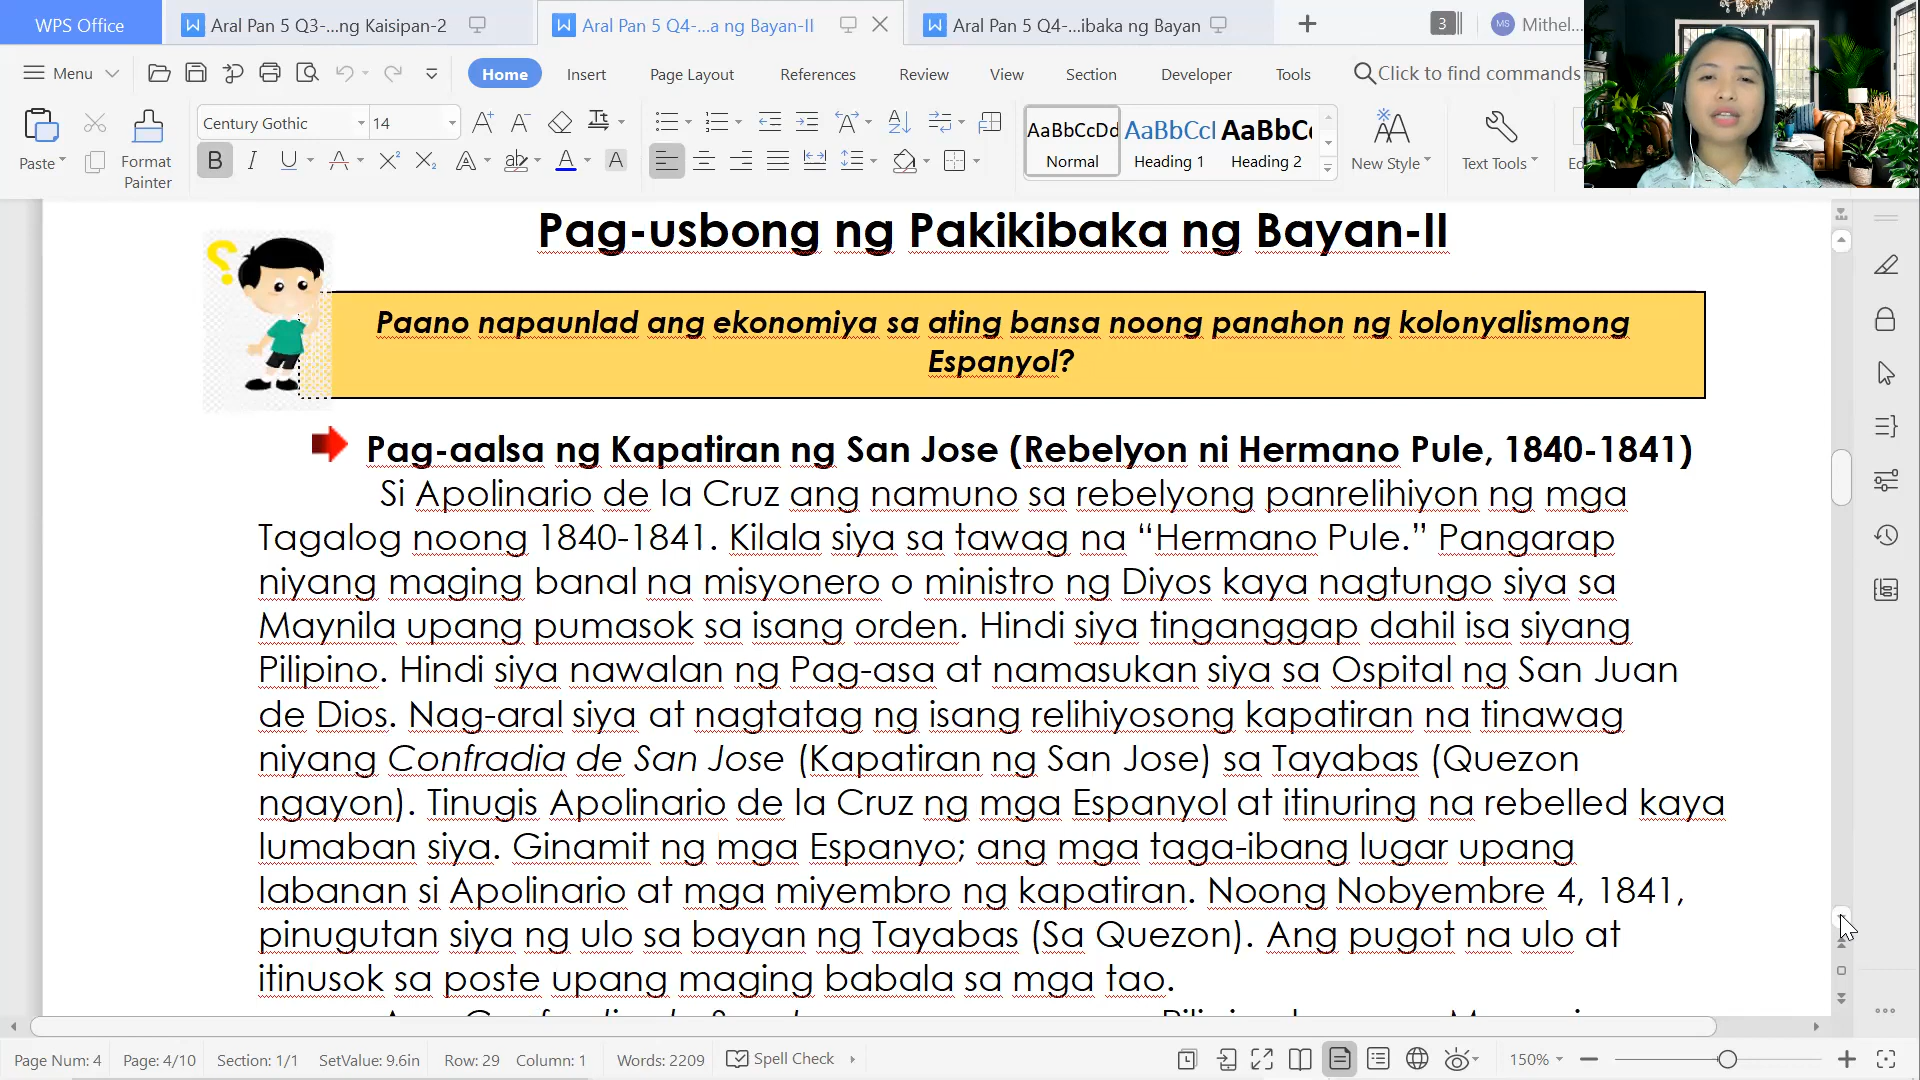 WPS Office
Aral Pan 5 Q3-...ng Kaisipan-2
Aral Pan 5 Q4-...a ng Bayan-II
Aral Pan 5 Q4-...ibaka ng Bayan
3
MS Mithel...
Menu
Home
Insert
Page Layout
References
Review
View
Section
Developer
Tools
Click to find commands
Paste
Format Painter
Century Gothic
14
AaBbCcDd
Normal
AaBbCcI
Heading 1
AaBbC
Heading 2
New Style
Text Tools
Pag-usbong ng Pakikibaka ng Bayan-II
Paano napaunlad ang ekonomiya sa ating bansa noong panahon ng kolonyalismong
Espanyol?
Pag-aalsa ng Kapatiran ng San Jose (Rebelyon ni Hermano Pule, 1840-1841)
Si Apolinario de la Cruz ang namuno sa rebelyong panrelihiyon ng mga
Tagalog noong 1840-1841. Kilala siya sa tawag na “Hermano Pule.” Pangarap
niyang maging banal na misyonero o ministro ng Diyos kaya nagtungo siya sa
Maynila upang pumasok sa isang orden. Hindi siya tinganggap dahil isa siyang
Pilipino. Hindi siya nawalan ng Pag-asa at namasukan siya sa Ospital ng San Juan
de Dios. Nag-aral siya at nagtatag ng isang relihiyosong kapatiran na tinawag
niyang Confradia de San Jose (Kapatiran ng San Jose) sa Tayabas (Quezon
ngayon). Tinugis Apolinario de la Cruz ng mga Espanyol at itinuring na rebelled kaya
lumaban siya. Ginamit ng mga Espanyo; ang mga taga-ibang lugar upang
labanan si Apolinario at mga miyembro ng kapatiran. Noong Nobyembre 4, 1841,
pinugutan siya ng ulo sa bayan ng Tayabas (Sa Quezon). Ang pugot na ulo at
itinusok sa poste upang maging babala sa mga tao.
Page Num: 4
Page: 4/10
Section: 1/1
SetValue: 9.6in
Row: 29
Column: 1
Words: 2209
Spell Check
150%